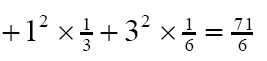 +1² × 1/3 + 3² × 1/6 = 71/6